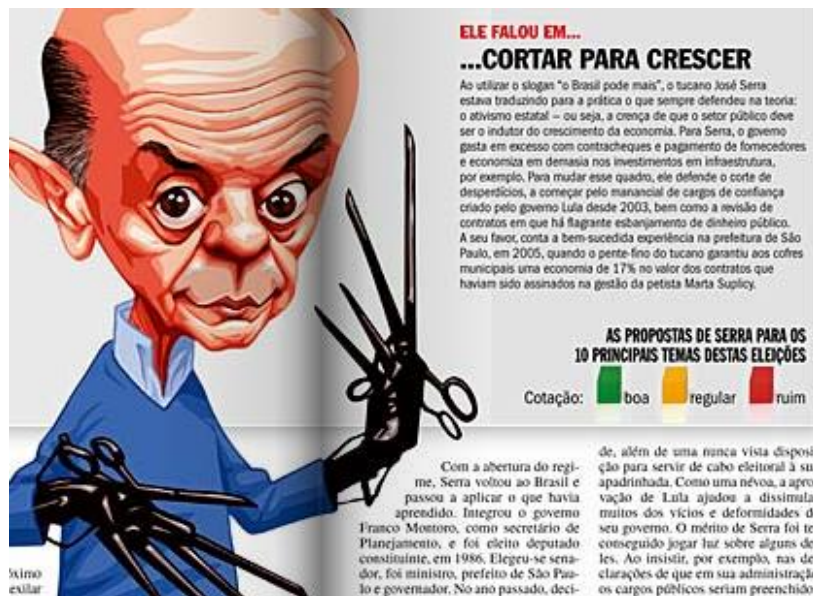 ELE FALOU EM...
...CORTAR PARA CRESCER
Ao utilizar o slogan "o Brasil pode mais", o tucano José Serra
estava traduzindo para a prática o que sempre defendeu na teoria:
o ativismo estatal – ou seja, a crença de que o setor público deve
ser o indutor do crescimento da economia. Para Serra, o governo
gasta em excesso com contracheques e pagamento de fornecedores
e economiza em demasia nos investimentos em infraestrutura,
por exemplo. Para mudar esse quadro, ele defende o corte de
desperdícios, a começar pelo manancial de cargos de confiança
criado pelo governo Lula desde 2003, bem como a revisão de
contratos em que há flagrante esbanjamento de dinheiro público.
A seu favor, conta a bem-sucedida experiência na prefeitura de São
Paulo, em 2005, quando o pente-fino do tucano garantiu aos cofres
municipais uma economia de 17% no valor dos contratos que
haviam sido assinados na gestão da petista Marta Suplicy.
AS PROPOSTAS DE SERRA PARA OS
10 PRINCIPAIS TEMAS DESTAS ELEIÇÕES
Cotação: boa regular ruim
óximo
exilar
Com a abertura do regi-
me, Serra voltou ao Brasil e
passou a aplicar o que havia
aprendido. Integrou o governo
Franco Montoro, como secretário de
Planejamento, e foi eleito deputado
constituinte, em 1986. Elegeu-se sena-
dor, foi ministro, prefeito de São Pau-
lo e governador. No ano passado, deci-
de, além de uma nunca vista disposi
ção para servir de cabo eleitoral à su
apadrinhada. Como uma névoa, a apro
vação de Lula ajudou a dissimula
muitos dos vícios e deformidades d
seu governo. O mérito de Serra foi te
conseguido jogar luz sobre alguns de
les. Ao insistir, por exemplo, nas de
clarações de que em sua administraçã
os cargos públicos seriam preenchido